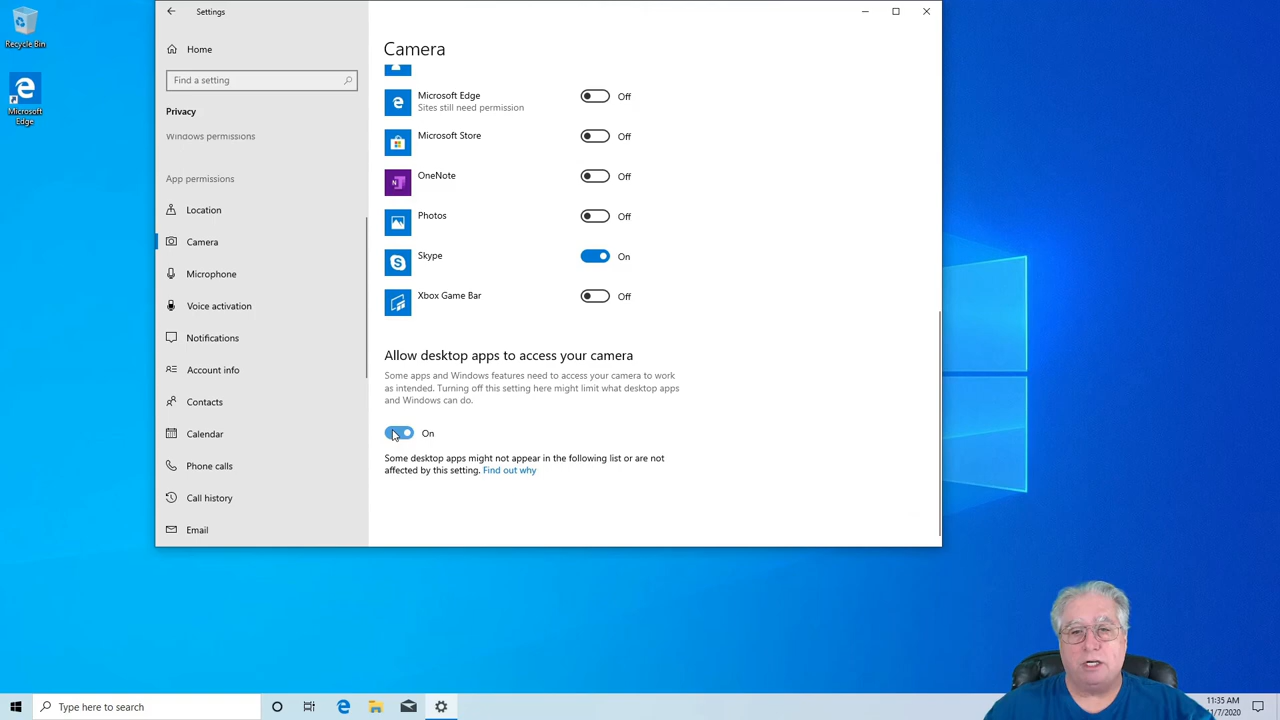 Recycle Bin
Microsoft
Edge
Settings
Home
Find a setting
Privacy
Windows permissions
App permissions
Location
Camera
Microphone
Voice activation
Notifications
Account info
Contacts
Calendar
Phone calls
Call history
Email
Camera
Microsoft Edge
Sites still need permission
Off
Microsoft Store
Off
OneNote
Off
Photos
Off
Skype
On
Xbox Game Bar
Off
Allow desktop apps to access your camera
Some apps and Windows features need to access your camera to work
as intended. Turning off this setting here might limit what desktop apps
and Windows can do.
On
Some desktop apps might not appear in the following list or are not
affected by this setting. Find out why
Type here to search
11:35 AM
11/7/2020